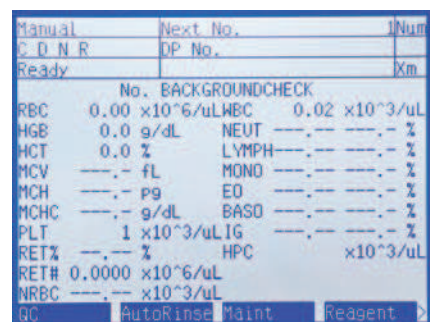 Manual Next No. 1 Num
C D N R DP No.
Ready Xm
No. BACKGROUNDCHECK
RBC 0.00 x10^6/uL WBC 0.02 x10^3/uL
HGB 0.0 g/dL NEUT ---.-- ---.- %
HCT 0.0 % LYMPH ---.-- ---.- %
MCV ---.- fL MONO ---.-- ---.- %
MCH ---.- pg EO ---.-- ---.- %
MCHC ---.- g/dL BASO ---.-- ---.- %
PLT 1 x10^3/uL IG ---.-- ---.- %
RET% --.-- % HPC x10^3/uL
RET# 0.0000 x10^6/uL
NRBC ---.-- x10^3/uL
QC AutoRinse Maint Reagent >